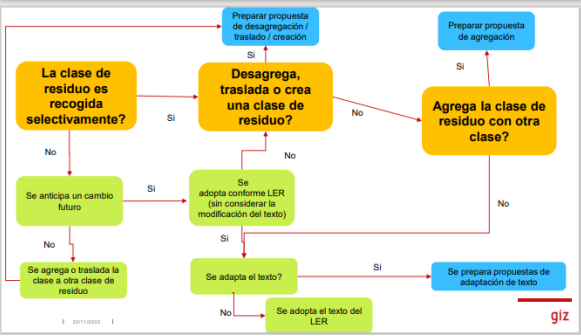 Preparar propuesta
de desagregación /
traslado / creación
Preparar propuesta
de agregación
Si
Si
La clase de
residuo es
recogida
selectivamente?
Si
Desagrega,
traslada o crea
una clase de
residuo?
No
Agrega la clase de
residuo con otra
clase?
No
No
Se anticipa un cambio
futuro
Si
Se
adopta conforme LER
(sin considerar la
modificación del texto)
No
No
Si
Se agrega o traslada la
clase a otra clase de
residuo
Se adapta el texto?
Si
Se prepara propuestas de
adaptación de texto
No
Se adopta el texto del
LER
20/11/2022
giz